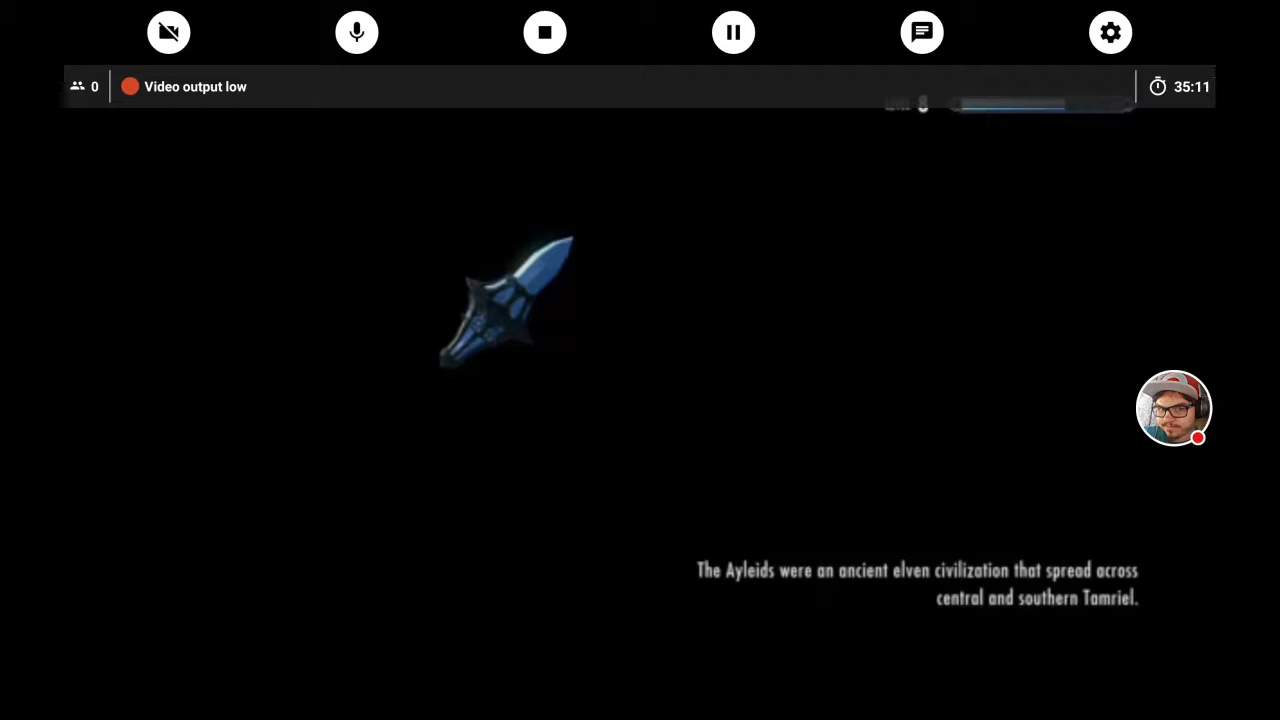 0
Video output low
35:11
8
The Ayleids were an ancient elven civilization that spread across
central and southern Tamriel.